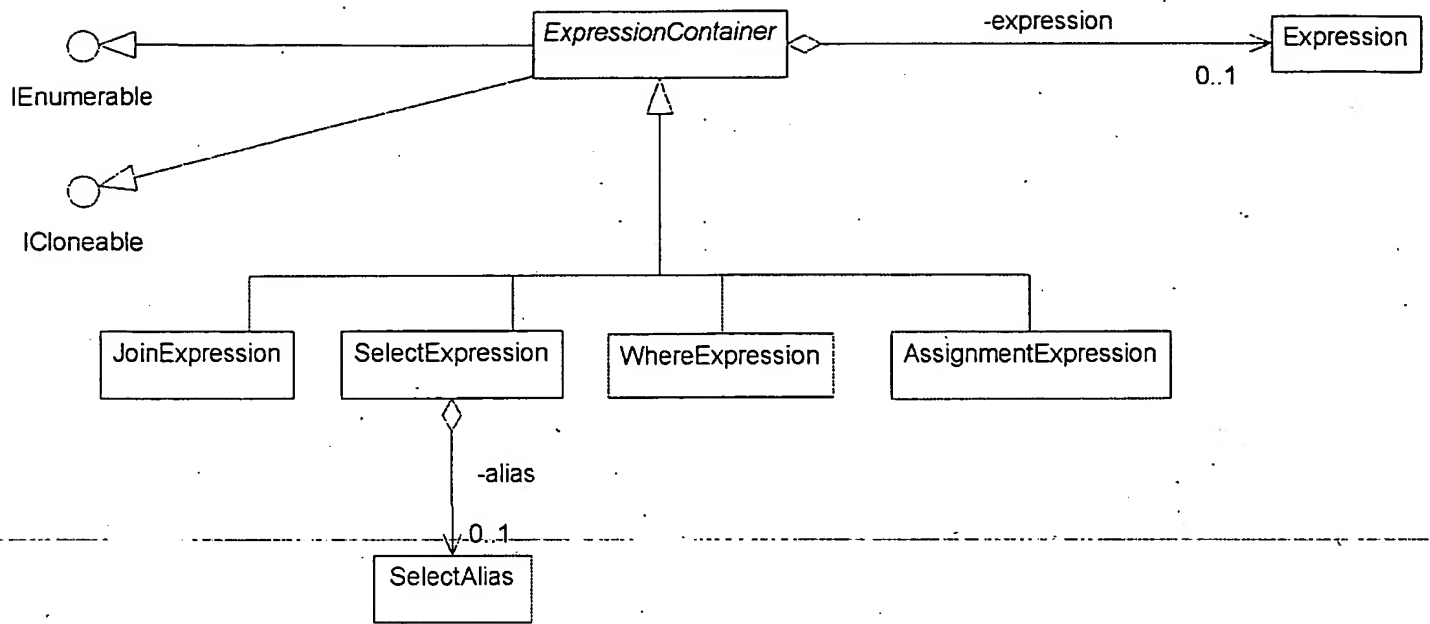 ExpressionContainer
-expression
Expression
0..1
IEnumerable
ICloneable
JoinExpression
SelectExpression
WhereExpression
AssignmentExpression
-alias
0..1
SelectAlias